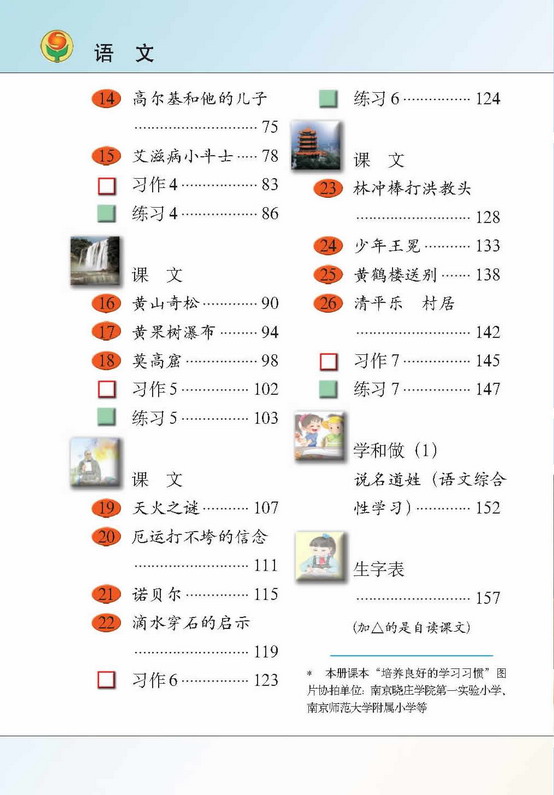 语 文
14 高尔基和他的儿子
…………………… 75
15 艾滋病小斗士…… 78
习作4 …………… 83
练习4 …………… 86
课 文
16 黄山奇松………… 90
17 黄果树瀑布……… 94
18 莫高窟…………… 98
习作5 …………… 102
练习5 …………… 103
课 文
19 天火之谜………… 107
20 厄运打不垮的信念
…………………… 111
21 诺贝尔…………… 115
22 滴水穿石的启示
…………………… 119
习作6 …………… 123
练习6 …………… 124
课 文
23 林冲棒打洪教头
…………………… 128
24 少年王冕………… 133
25 黄鹤楼送别…… 138
26 清平乐 村居
…………………… 142
习作7 …………… 145
练习7 …………… 147
学和做（1）
说名道姓（语文综合
性学习）………… 152
生字表
…………………… 157
(加△的是自读课文)
* 本册课本“培养良好的学习习惯”图
片协拍单位：南京晓庄学院第一实验小学、
南京师范大学附属小学等